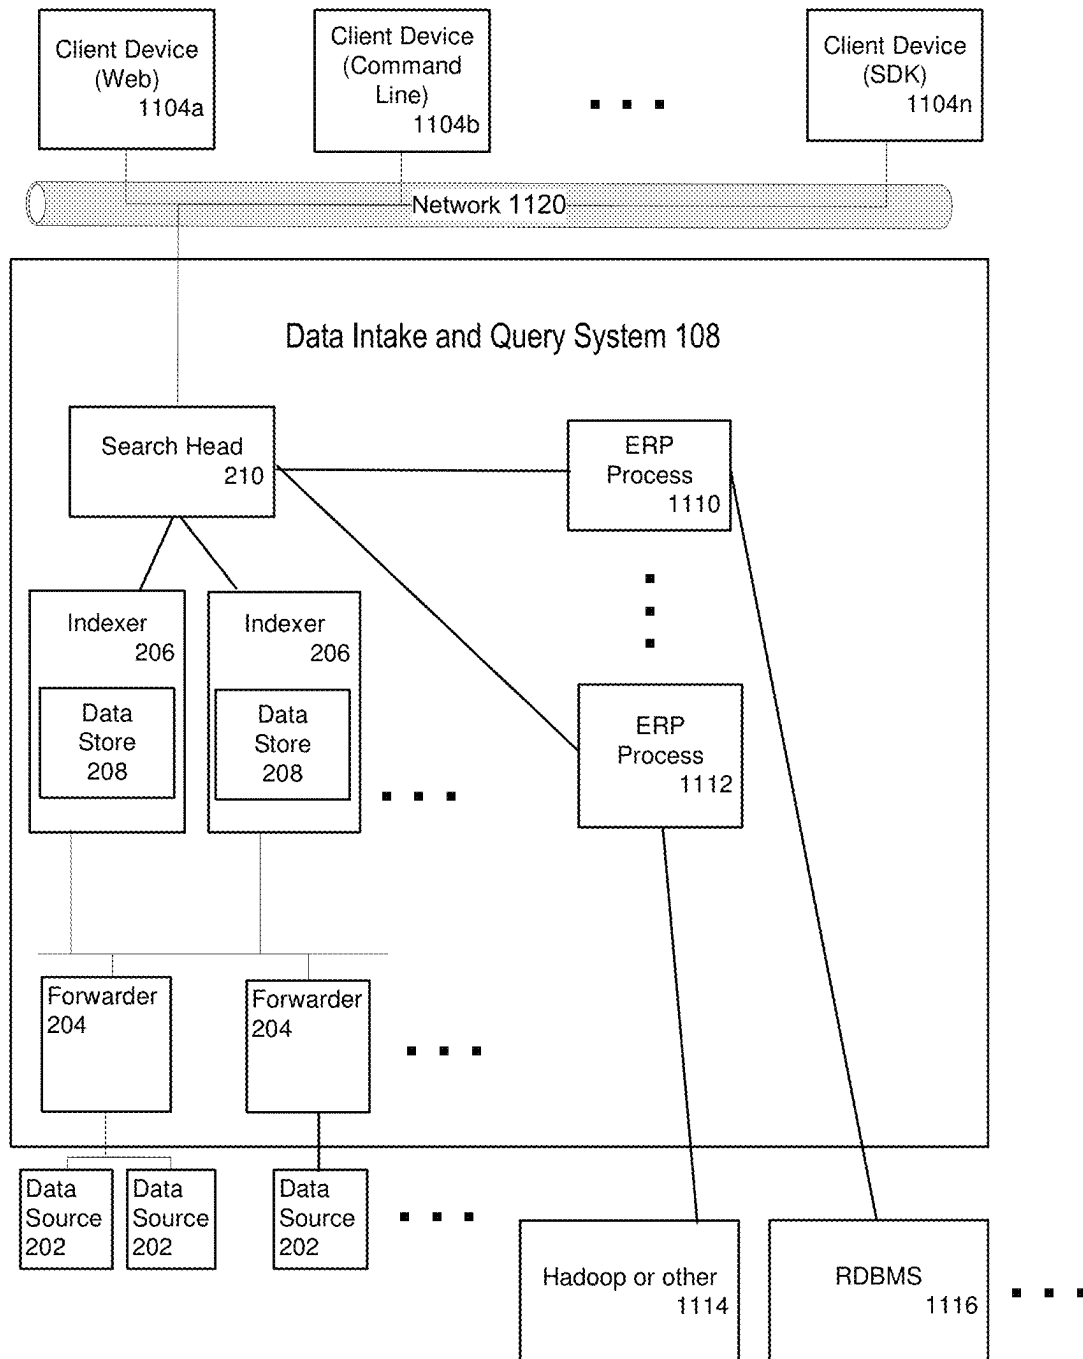 Client Device
(Web)
1104a
Client Device
(Command
Line)
1104b
Client Device
(SDK)
1104n
Network 1120
Data Intake and Query System 108
Search Head
210
ERP
Process
1110
Indexer
206
Data
Store
208
Indexer
206
Data
Store
208
ERP
Process
1112
Forwarder
204
Forwarder
204
Data
Source
202
Data
Source
202
Data
Source
202
Hadoop or other
1114
RDBMS
1116